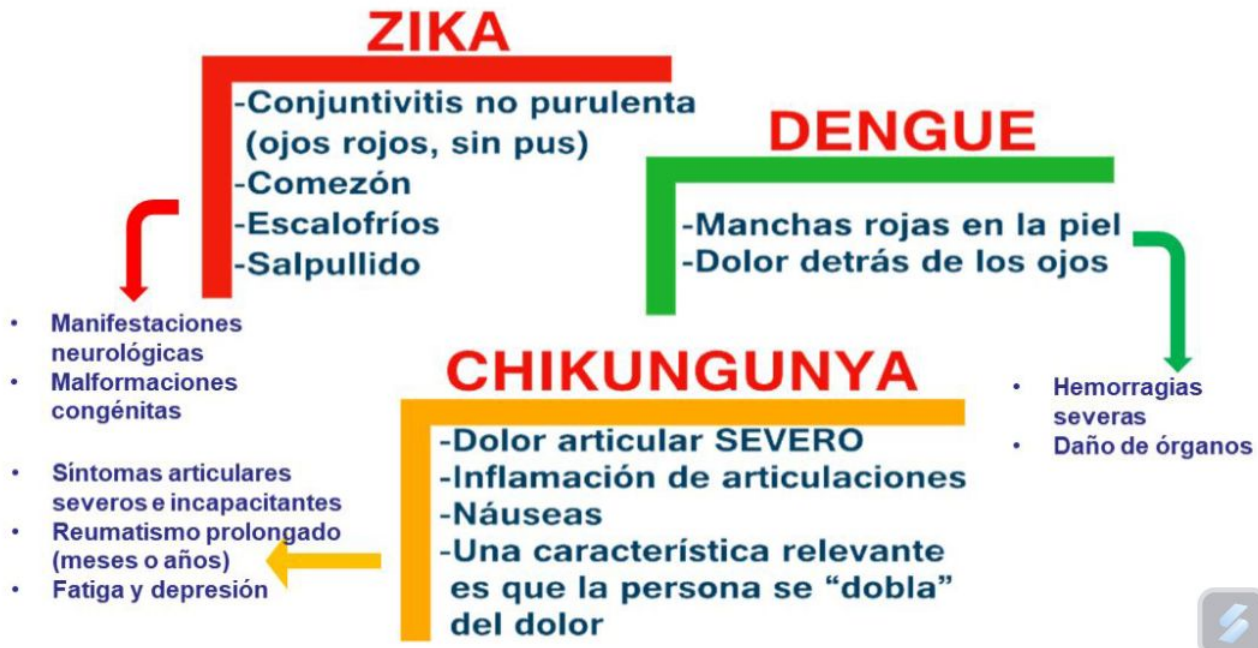 ZIKA
-Conjuntivitis no purulenta
(ojos rojos, sin pus)
-Comezón
-Escalofríos
-Salpullido
• Manifestaciones
neurológicas
• Malformaciones
congénitas
DENGUE
-Manchas rojas en la piel
-Dolor detrás de los ojos
• Hemorragias
severas
• Daño de órganos
CHIKUNGUNYA
-Dolor articular SEVERO
-Inflamación de articulaciones
-Náuseas
-Una característica relevante
es que la persona se “dobla”
del dolor
• Síntomas articulares
severos e incapacitantes
• Reumatismo prolongado
(meses o años)
• Fatiga y depresión